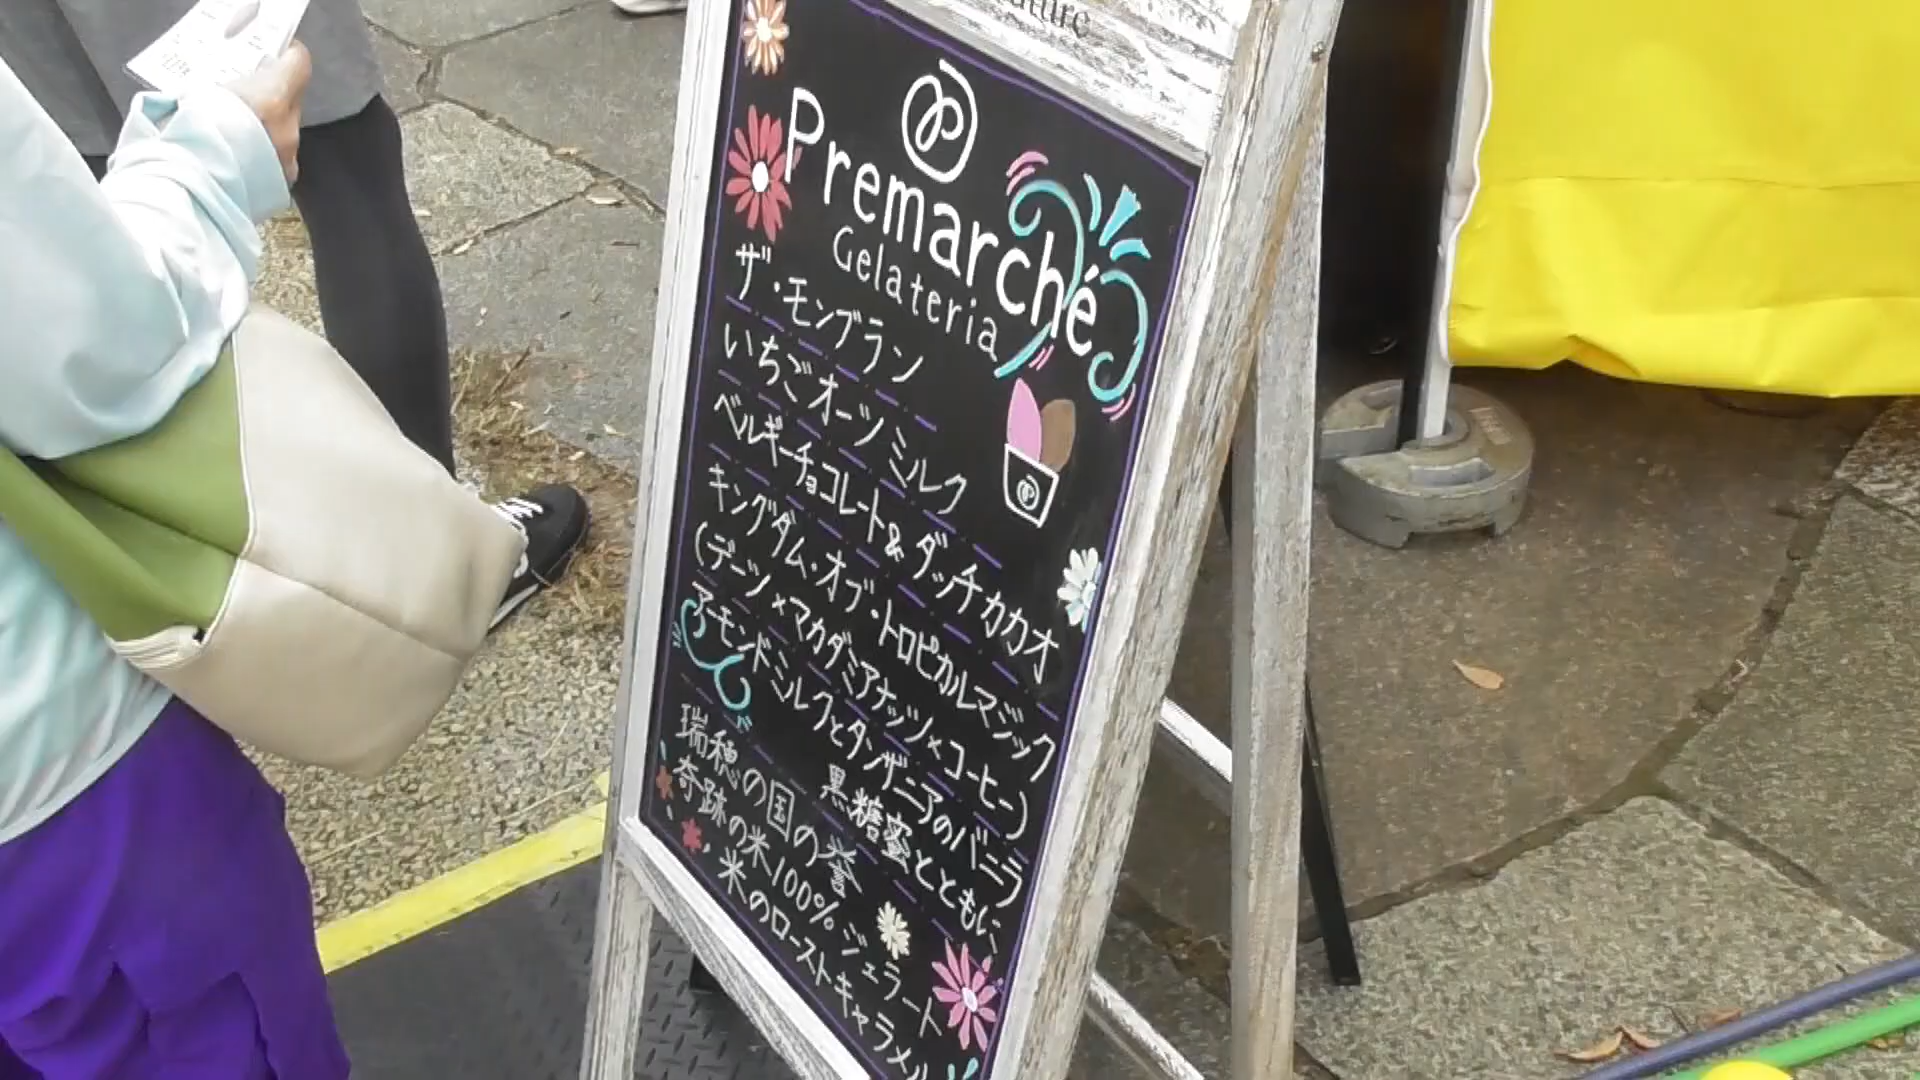 Premarché
Gelateria
ザ・モンブラン
いちごオーツミルク
ベルギーチョコレート&ダッチカカオ
キングダム・オブ・トロピカルマジック
(デーツ×マカダミアナッツ×コーヒー)
アーモンドミルクとタンザニアのバニラ
黒糖蜜とともに
瑞穂の国の誉
奇跡の米100%ジェラート
米のローストキャラメル